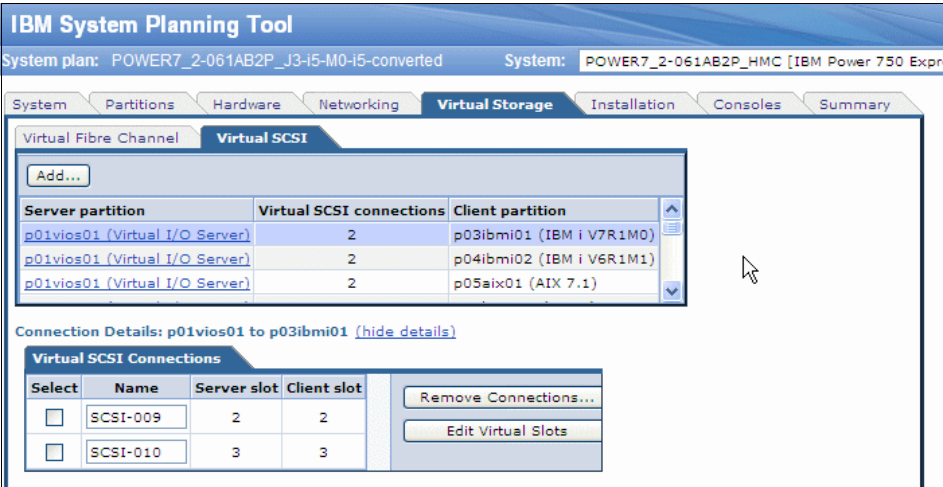 IBM System Planning Tool
System plan: POWER7_2-061AB2P_J3-i5-M0-i5-converted System: POWER7_2-061AB2P_HMC [IBM Power 750 Expr
System Partitions Hardware Networking Virtual Storage Installation Consoles Summary
Virtual Fibre Channel Virtual SCSI
Add...
Server partition Virtual SCSI connections Client partition
p01vios01 (Virtual I/O Server) 2 p03ibmi01 (IBM i V7R1M0)
p01vios01 (Virtual I/O Server) 2 p04ibmi02 (IBM i V6R1M1)
p01vios01 (Virtual I/O Server) 2 p05aix01 (AIX 7.1)
Connection Details: p01vios01 to p03ibmi01 (hide details)
Virtual SCSI Connections
Select Name Server slot Client slot
SCSI-009 2 2
SCSI-010 3 3
Remove Connections...
Edit Virtual Slots